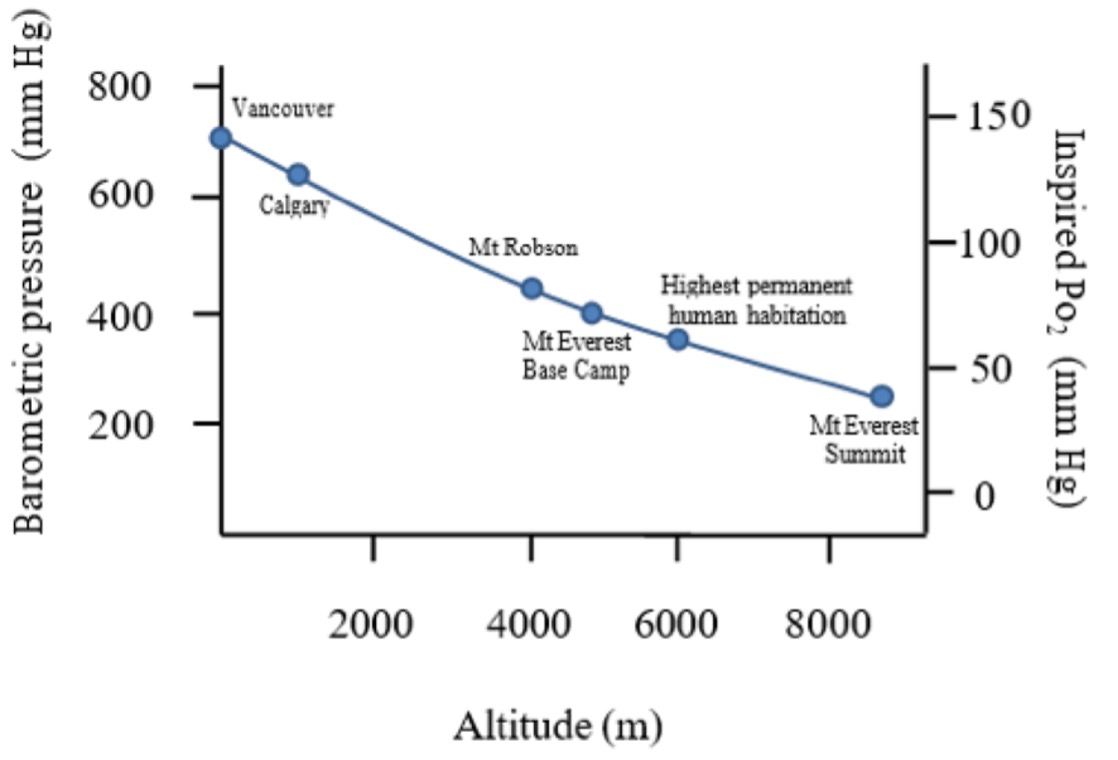 Barometric pressure (mm Hg)
800
600
400
200
Vancouver
Calgary
Mt Robson
Mt Everest
Base Camp
Highest permanent
human habitation
Mt Everest
Summit
150
100
50
0
Inspired Po₂ (mm Hg)
2000 4000 6000 8000
Altitude (m)